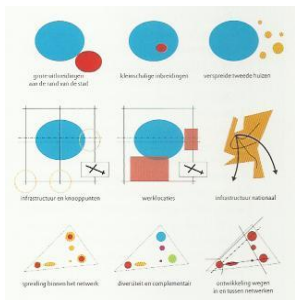 grote uitbreidingen
aan de rand van de stad
kleinschalige inbreidingen
verspreide tweede huizen
infrastructuur en knooppunten
werklocaties
infrastructuur nationaal
spreiding binnen het netwerk
diversiteit en complementair
ontwikkeling wegen
in en tussen netwerken